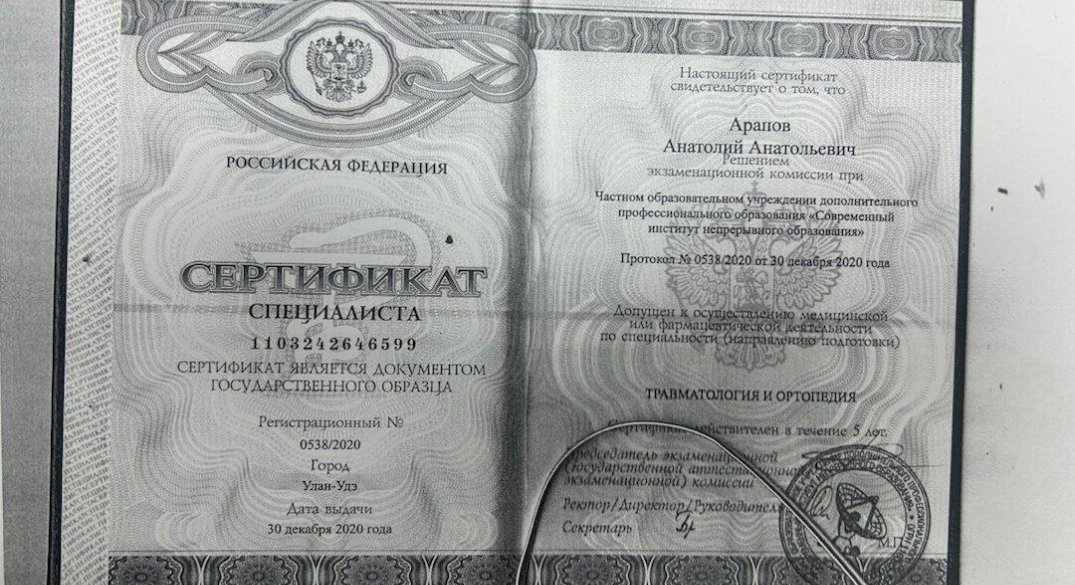 РОССИЙСКАЯ ФЕДЕРАЦИЯ
СЕРТИФИКАТ
СПЕЦИАЛИСТА
1103242646599
СЕРТИФИКАТ ЯВЛЯЕТСЯ ДОКУМЕНТОМ
ГОСУДАРСТВЕННОГО ОБРАЗЦА
Регистрационный №
0538/2020
Город
Улан-Удэ
Дата выдачи
30 декабря 2020 года
Настоящий сертификат
свидетельствует о том, что
Арапов
Анатолий Анатольевич
Решением
экзаменационной комиссии при
Частном образовательном учреждении дополнительного
профессионального образования «Современный
институт непрерывного образования»
Протокол № 0538/2020 от 30 декабря 2020 года
Допущен к осуществлению медицинской
или фармацевтической деятельности
по специальности (направлению подготовки)
ТРАВМАТОЛОГИЯ И ОРТОПЕДИЯ
Сертификат действителен в течение 5 лет.
Председатель экзаменационной
(государственной аттестационной
экзаменационной) комиссии
Ректор/Директор/Руководитель
Секретарь
М.П.